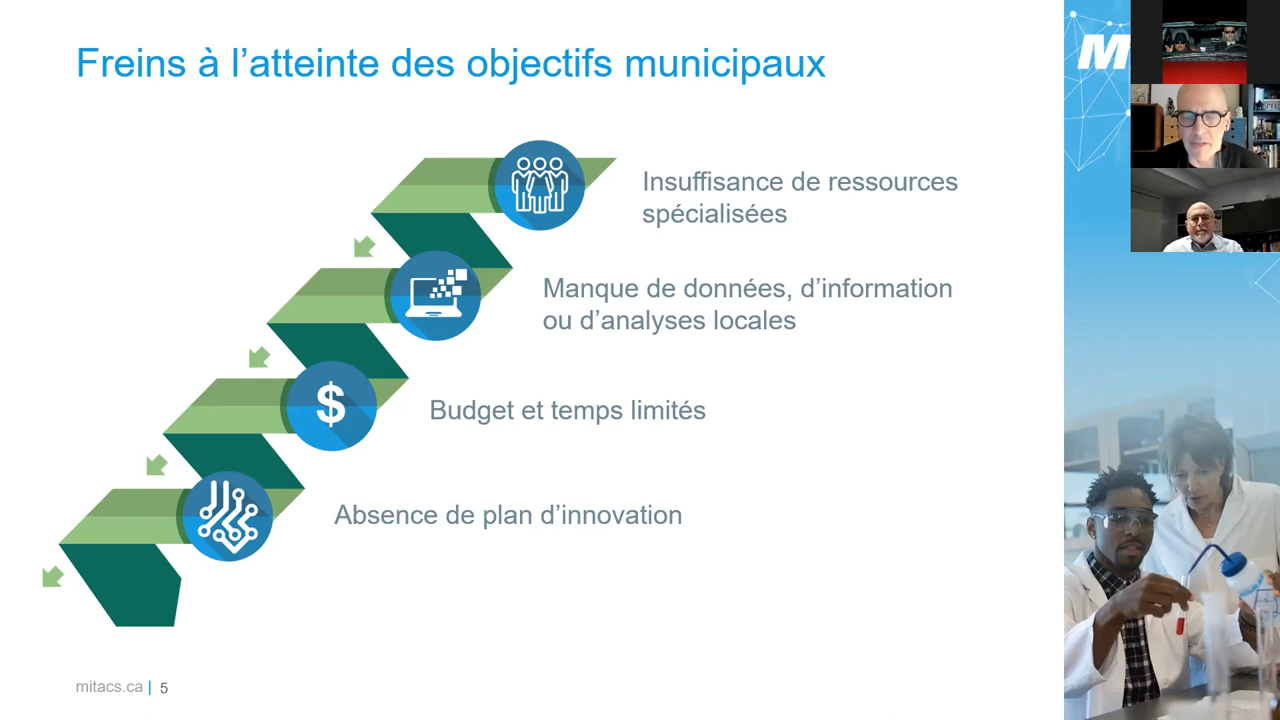 Freins à l’atteinte des objectifs municipaux
M
Insuffisance de ressources
spécialisées
Manque de données, d’information
ou d’analyses locales
$
Budget et temps limités
Absence de plan d’innovation
mitacs.ca | 5